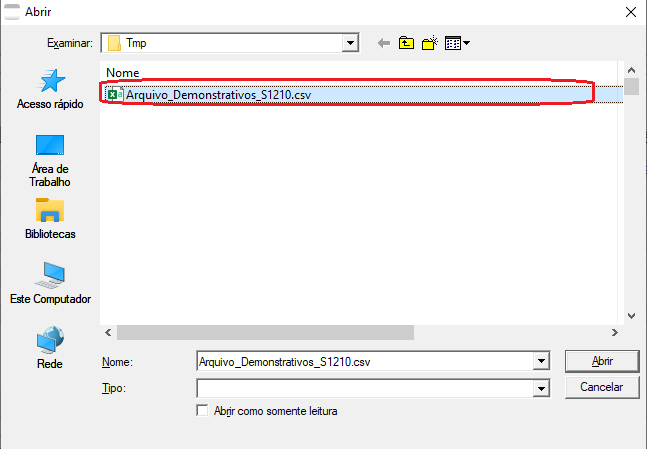 Abrir
Examinar: Tmp
Nome
Arquivo_Demonstrativos_S1210.csv
Acesso rápido
Área de
Trabalho
Bibliotecas
Este Computador
Rede
Nome: Arquivo_Demonstrativos_S1210.csv Abrir
Tipo: Cancelar
Abrir como somente leitura